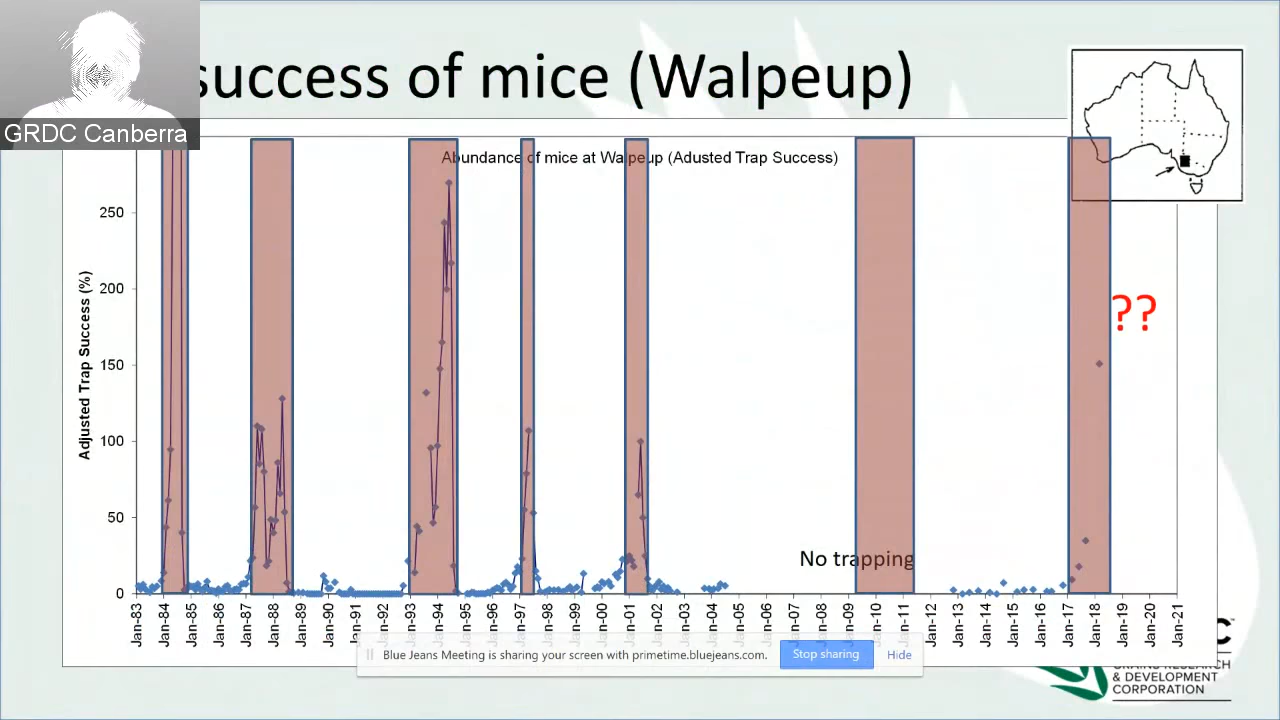 success of mice (Walpeup)
GRDC Canberra
Abundance of mice at Walpeup (Adusted Trap Success)
Adjusted Trap Success (%)
250
200
150
100
50
0
??
No trapping
Jan-83
Jan-84
Jan-85
Jan-86
Jan-87
Jan-88
Jan-89
Jan-90
Jan-91
Jan-92
Jan-93
Jan-94
Jan-95
Jan-96
Jan-97
Jan-98
Jan-99
Jan-00
Jan-01
Jan-02
Jan-03
Jan-04
Jan-05
Jan-06
Jan-07
Jan-08
Jan-09
Jan-10
Jan-11
Jan-12
Jan-13
Jan-14
Jan-15
Jan-16
Jan-17
Jan-18
Jan-19
Jan-20
Jan-21
Blue Jeans Meeting is sharing your screen with primetime.bluejeans.com.
Stop sharing
Hide
C
GRAINS RESEARCH
& DEVELOPMENT
CORPORATION